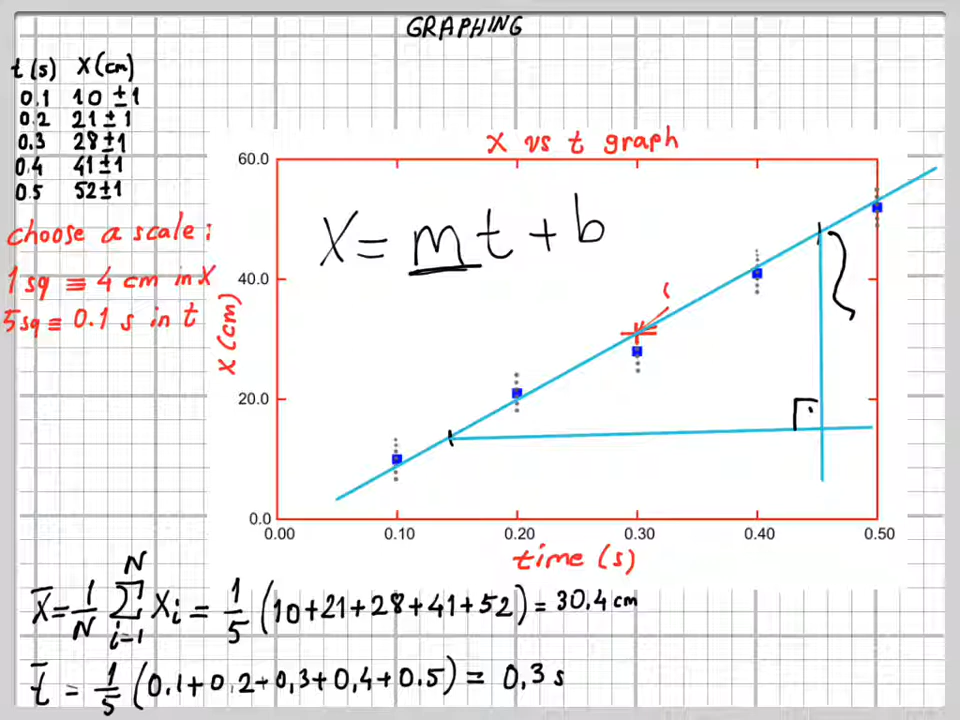 GRAPHING
t (s) X (cm)
0.1 10 ±1
0.2 21 ±1
0.3 28 ±1
0.4 41 ±1
0.5 52 ±1
choose a scale:
1 sq ≡ 4 cm in X
5 sq ≡ 0.1 s in t
X vs t graph
60.0
40.0
20.0
0.0
X (cm)
X = mt + b
0.00 0.10 0.20 0.30 0.40 0.50
time (s)
X̄ = 1/N ∑ᵢ₌₁ᴺ Xi = 1/5 (10+21+28+41+52) = 30.4 cm
t̄ = 1/5 (0.1+0.2+0,3+0,4+0.5) = 0,3 s